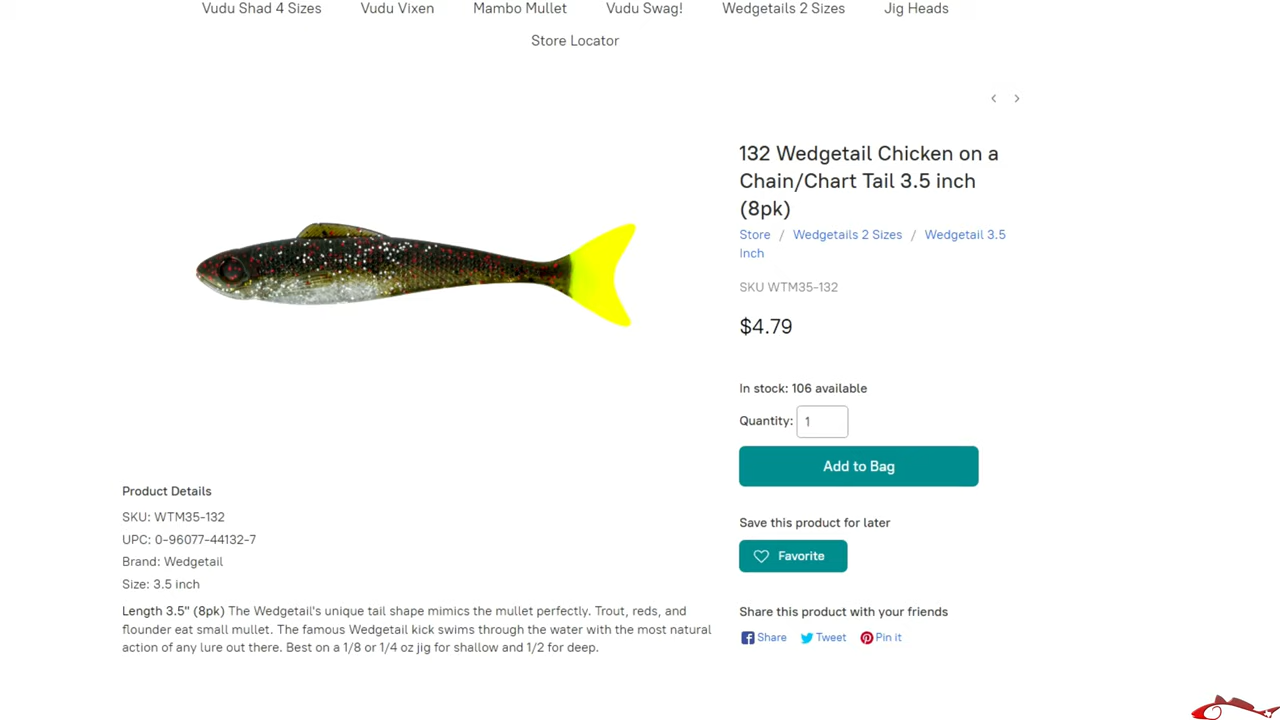 Vudu Shad 4 Sizes Vudu Vixen Mambo Mullet Vudu Swag! Wedgetails 2 Sizes Jig Heads
Store Locator
132 Wedgetail Chicken on a
Chain/Chart Tail 3.5 inch
(8pk)
Store / Wedgetails 2 Sizes / Wedgetail 3.5
Inch
SKU WTM35-132
$4.79
In stock: 106 available
Quantity: 1
Add to Bag
Save this product for later
Favorite
Share this product with your friends
Share Tweet Pin it
Product Details
SKU: WTM35-132
UPC: 0-96077-44132-7
Brand: Wedgetail
Size: 3.5 inch
Length 3.5" (8pk) The Wedgetail's unique tail shape mimics the mullet perfectly. Trout, reds, and
flounder eat small mullet. The famous Wedgetail kick swims through the water with the most natural
action of any lure out there. Best on a 1/8 or 1/4 oz jig for shallow and 1/2 for deep.